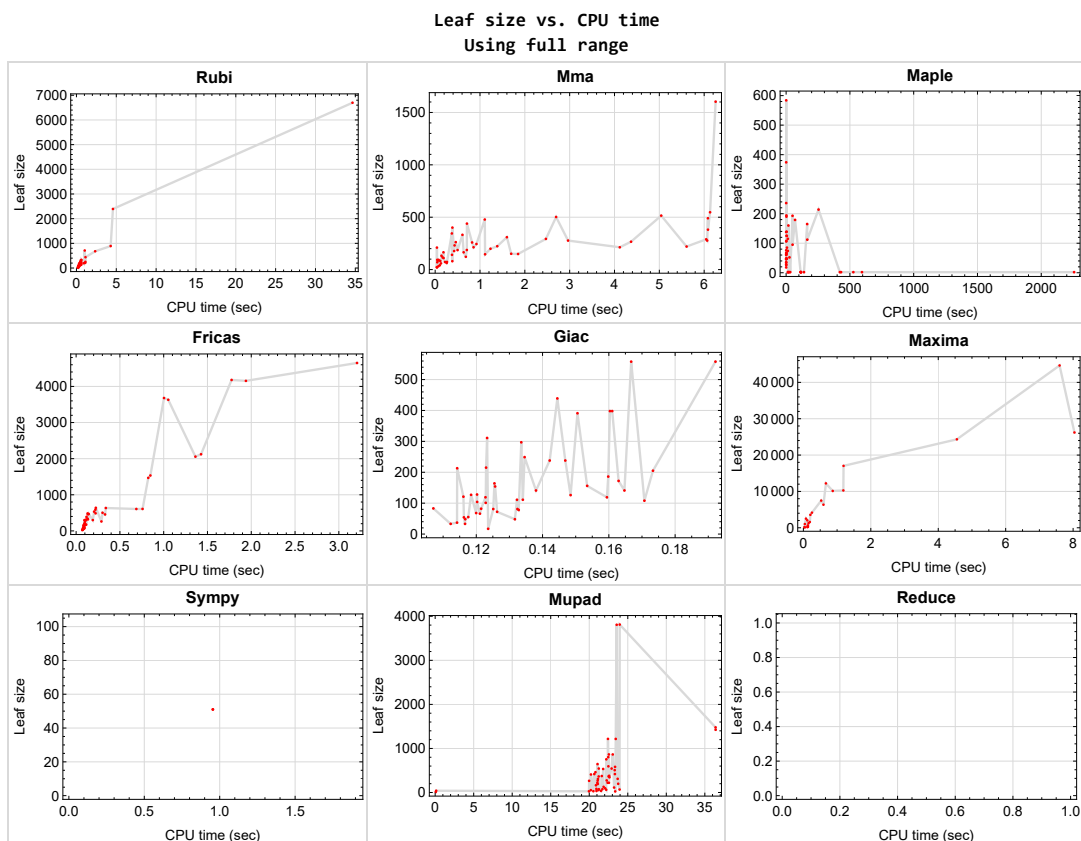 Leaf size vs. CPU time
Using full range
Rubi
Leaf size
7000
6000
5000
4000
3000
2000
1000
0
0 5 10 15 20 25 30 35
CPU time (sec)
Mma
Leaf size
1500
1000
500
0
0 1 2 3 4 5 6
CPU time (sec)
Maple
Leaf size
600
500
400
300
200
100
0
0 500 1000 1500 2000
CPU time (sec)
Fricas
Leaf size
4000
3000
2000
1000
0
0.0 0.5 1.0 1.5 2.0 2.5 3.0
CPU time (sec)
Giac
Leaf size
500
400
300
200
100
0
0.12 0.14 0.16 0.18
CPU time (sec)
Maxima
Leaf size
40 000
30 000
20 000
10 000
0
0 2 4 6 8
CPU time (sec)
Sympy
Leaf size
100
80
60
40
20
0
0.0 0.5 1.0 1.5
CPU time (sec)
Mupad
Leaf size
4000
3000
2000
1000
0
0 5 10 15 20 25 30 35
CPU time (sec)
Reduce
Leaf size
1.0
0.8
0.6
0.4
0.2
0.0
0.0 0.2 0.4 0.6 0.8 1.0
CPU time (sec)